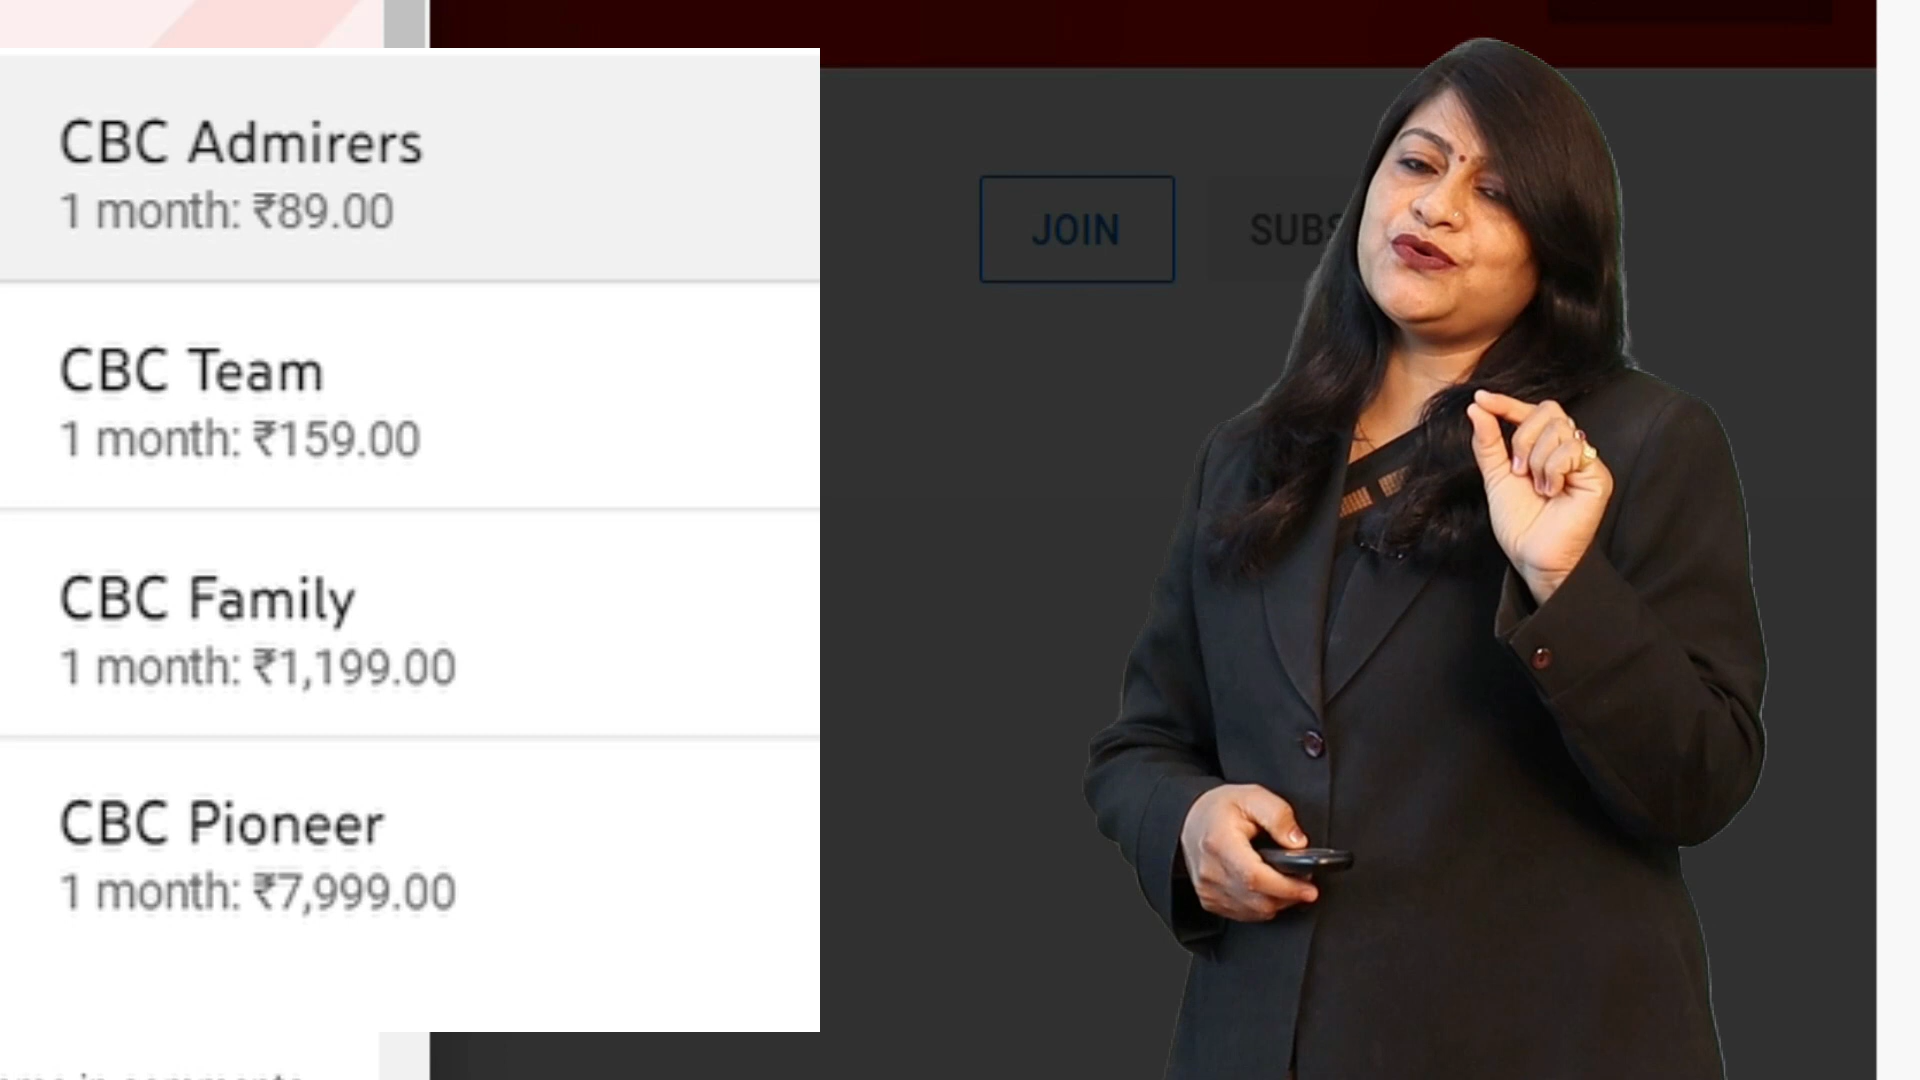 CBC Admirers
1 month: ₹89.00
CBC Team
1 month: ₹159.00
CBC Family
1 month: ₹1,199.00
CBC Pioneer
1 month: ₹7,999.00
JOIN